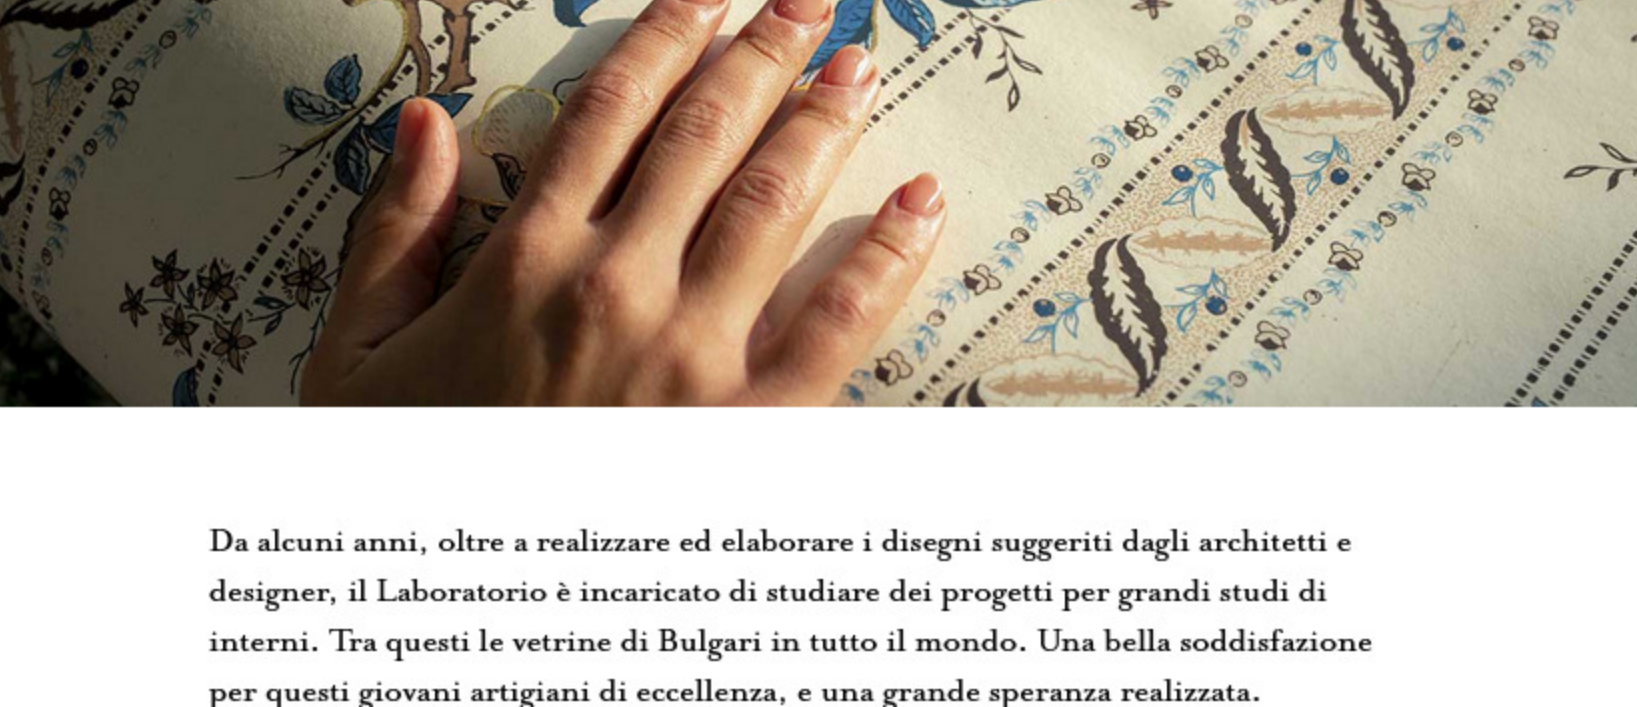 Da alcuni anni, oltre a realizzare ed elaborare i disegni suggeriti dagli architetti e
designer, il Laboratorio è incaricato di studiare dei progetti per grandi studi di
interni. Tra questi le vetrine di Bulgari in tutto il mondo. Una bella soddisfazione
per questi giovani artigiani di eccellenza, e una grande speranza realizzata.